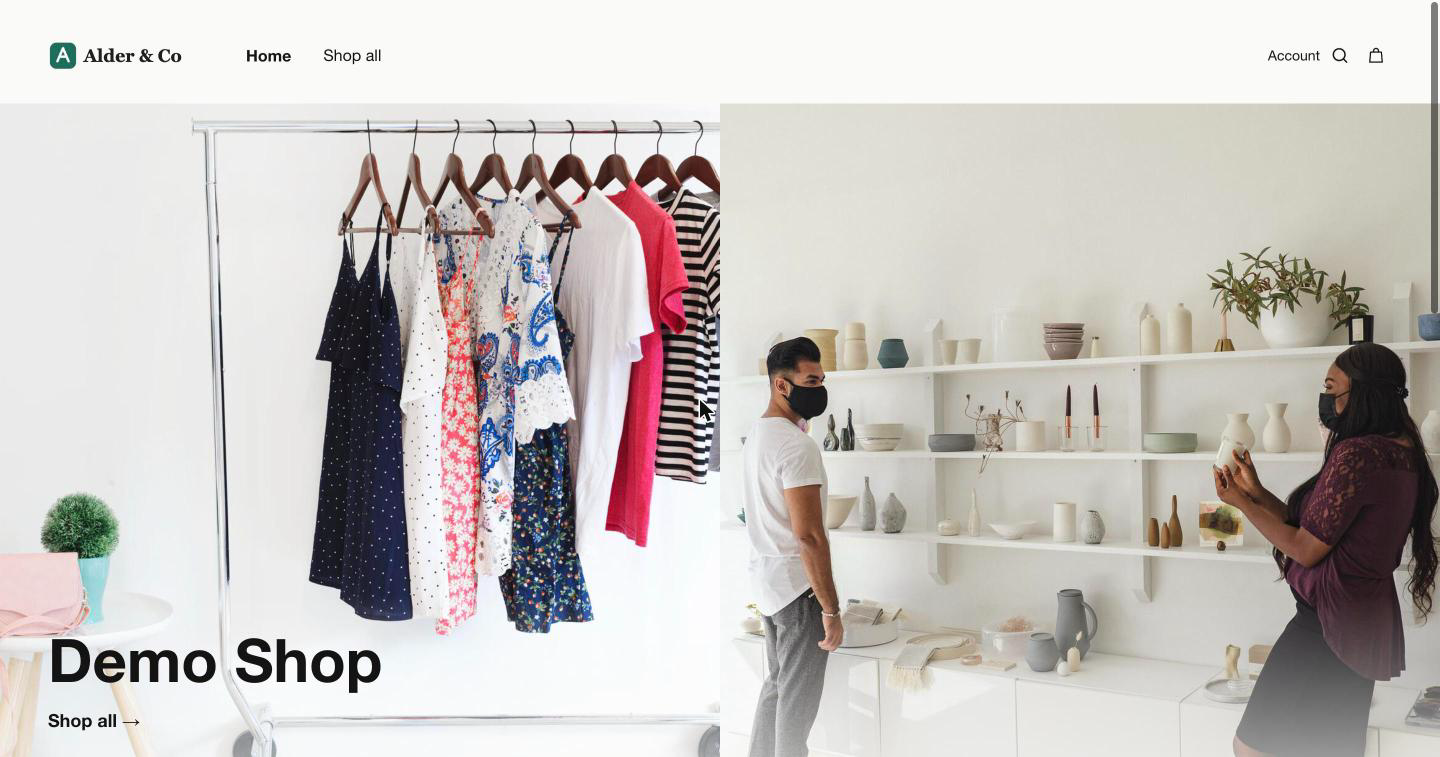 A Alder & Co
Home
Shop all
Account
Demo Shop
Shop all →